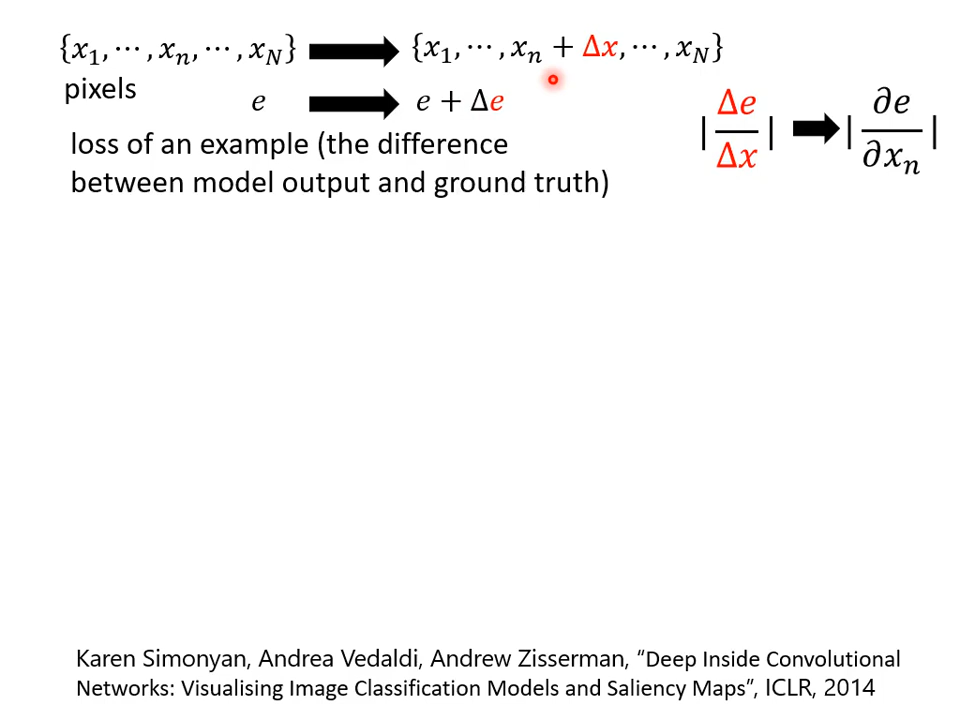 {x₁, ⋯, xₙ, ⋯, x_N} {x₁, ⋯, xₙ + Δx, ⋯, x_N}
pixels
e e + Δe
|Δe/Δx| |∂e/∂xₙ|
loss of an example (the difference
between model output and ground truth)
Karen Simonyan, Andrea Vedaldi, Andrew Zisserman, “Deep Inside Convolutional
Networks: Visualising Image Classification Models and Saliency Maps”, ICLR, 2014